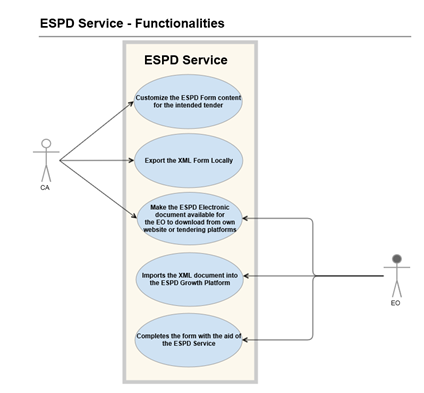 ESPD Service - Functionalities
ESPD Service
Customize the ESPD Form content
for the intended tender
Export the XML Form Locally
CA
Make the ESPD Electronic
document available for
the EO to download from own
website or tendering platforms
Imports the XML document into
the ESPD Growth Platform
EO
Completes the form with the aid of
the ESPD Service